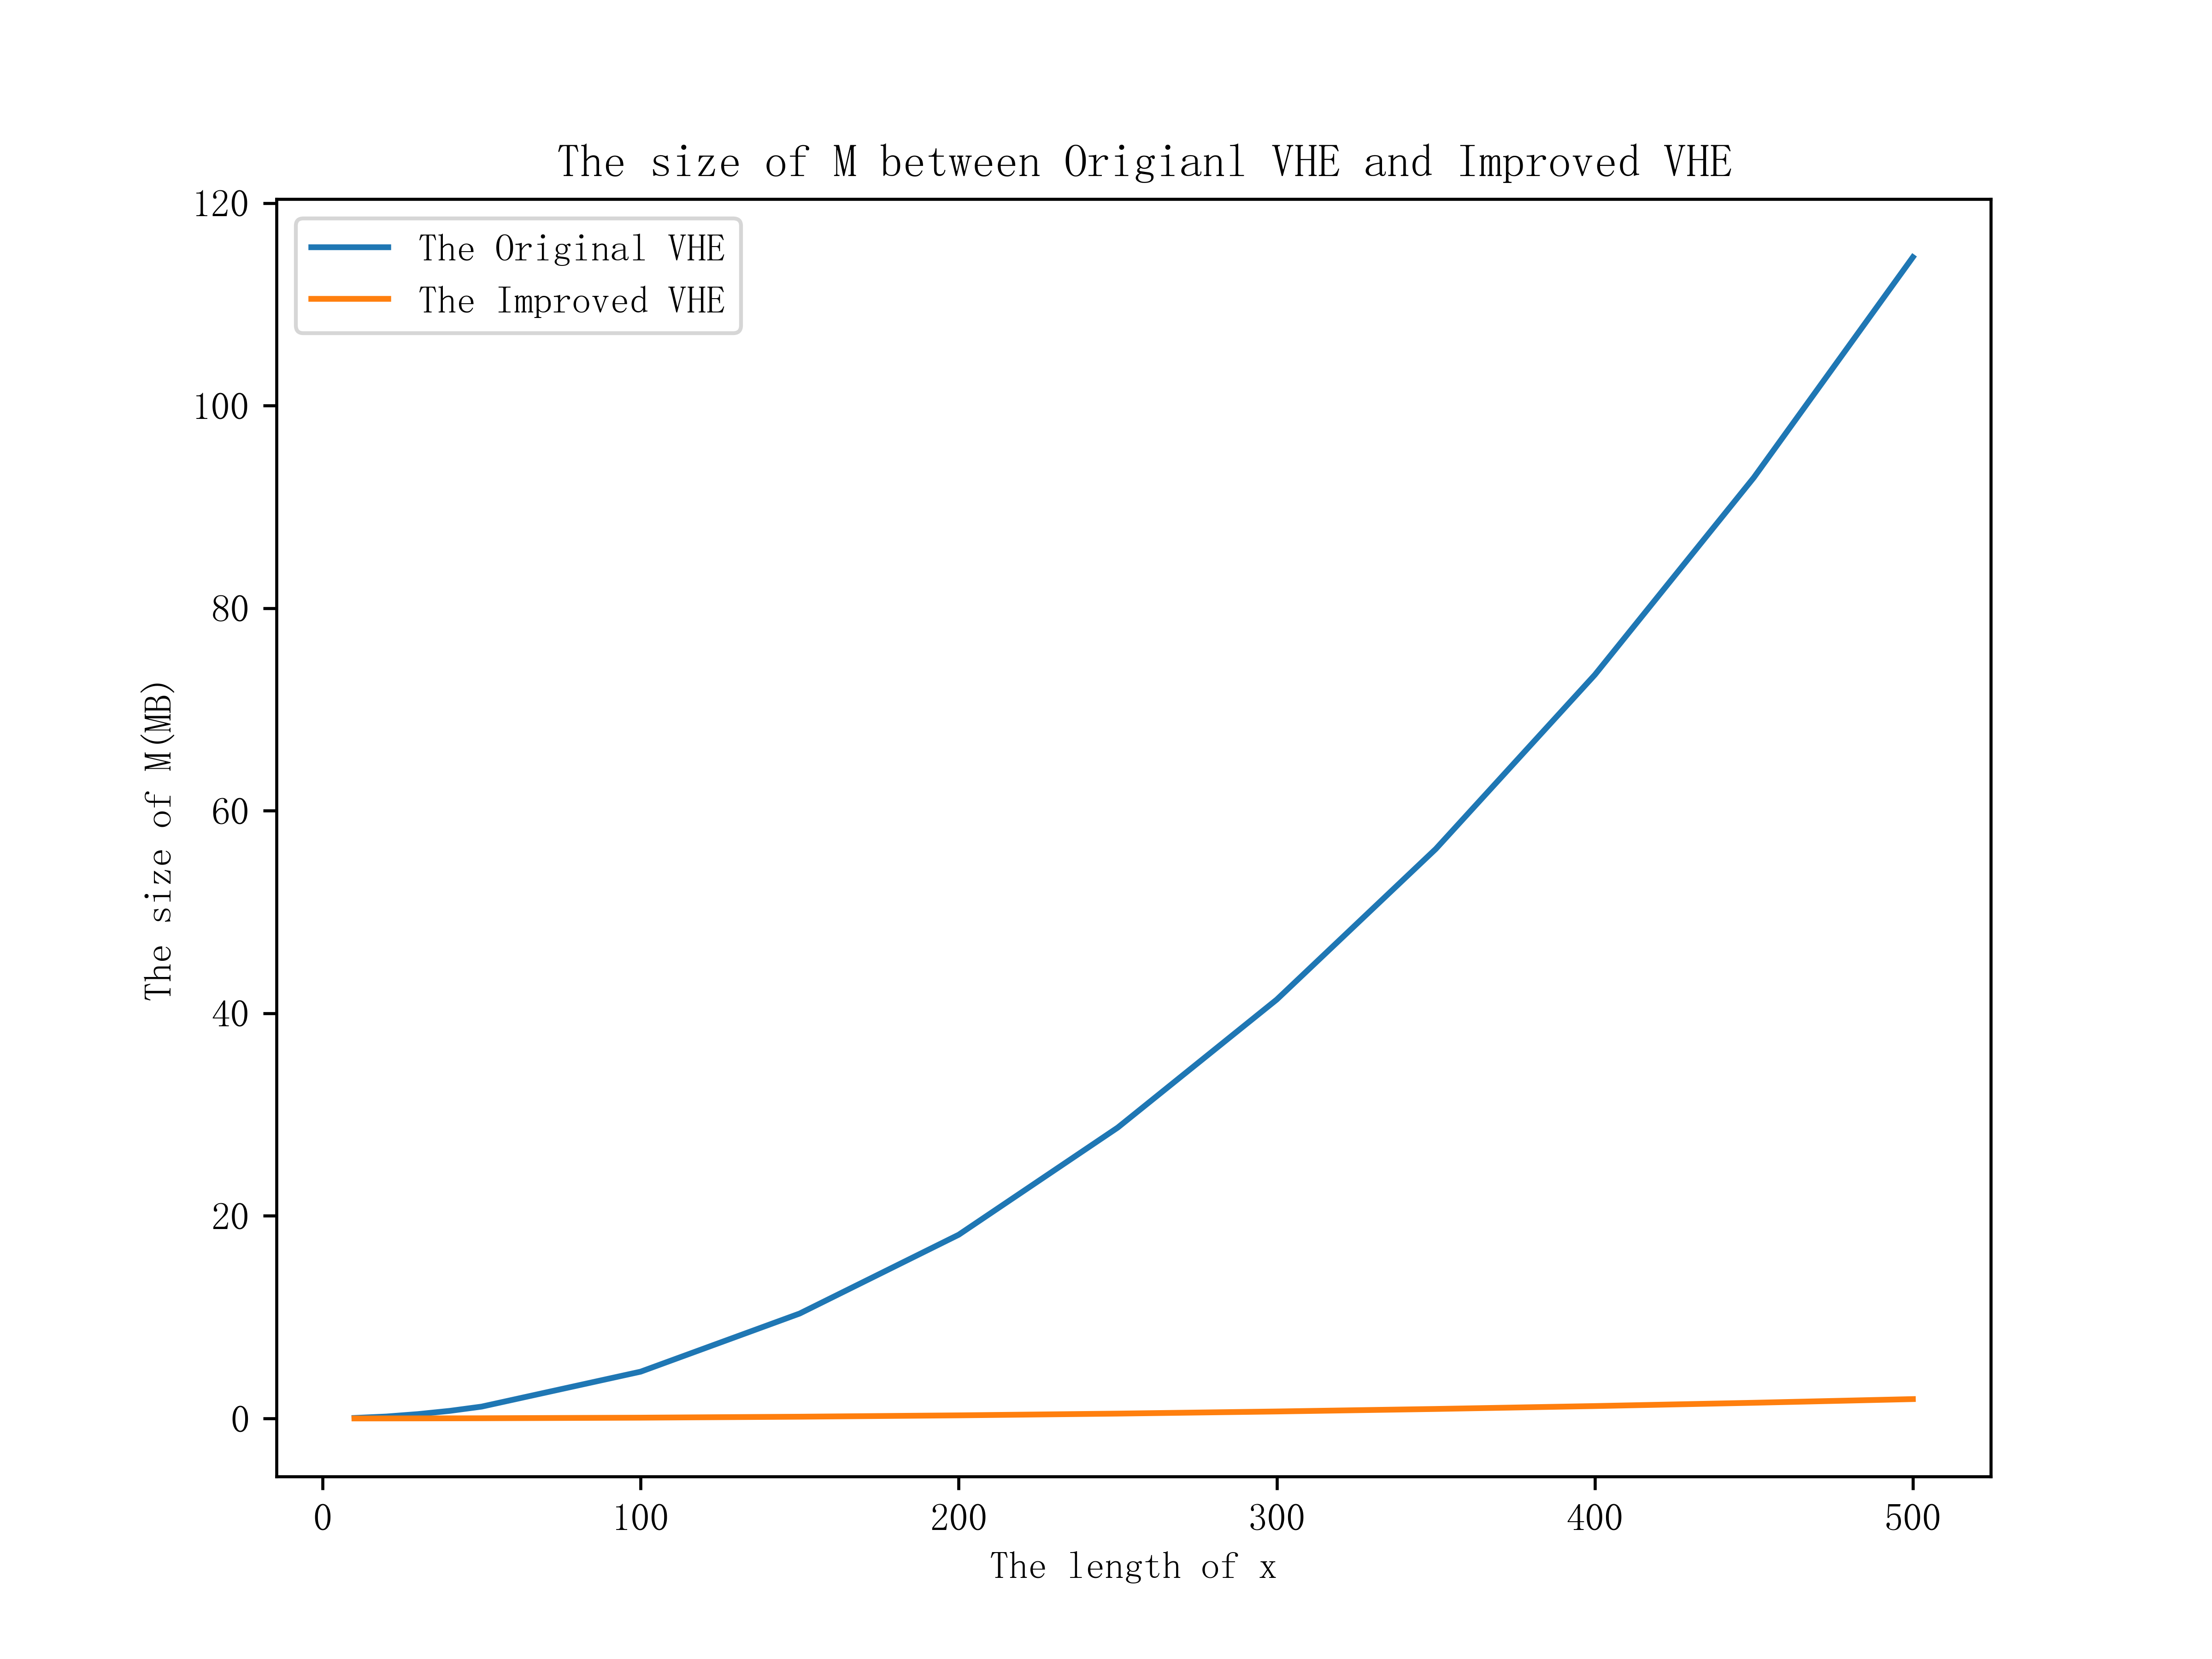 The size of M between Origianl VHE and Improved VHE
The Original VHE
The Improved VHE
120
100
80
60
40
20
0
The size of M(MB)
0 100 200 300 400 500
The length of x